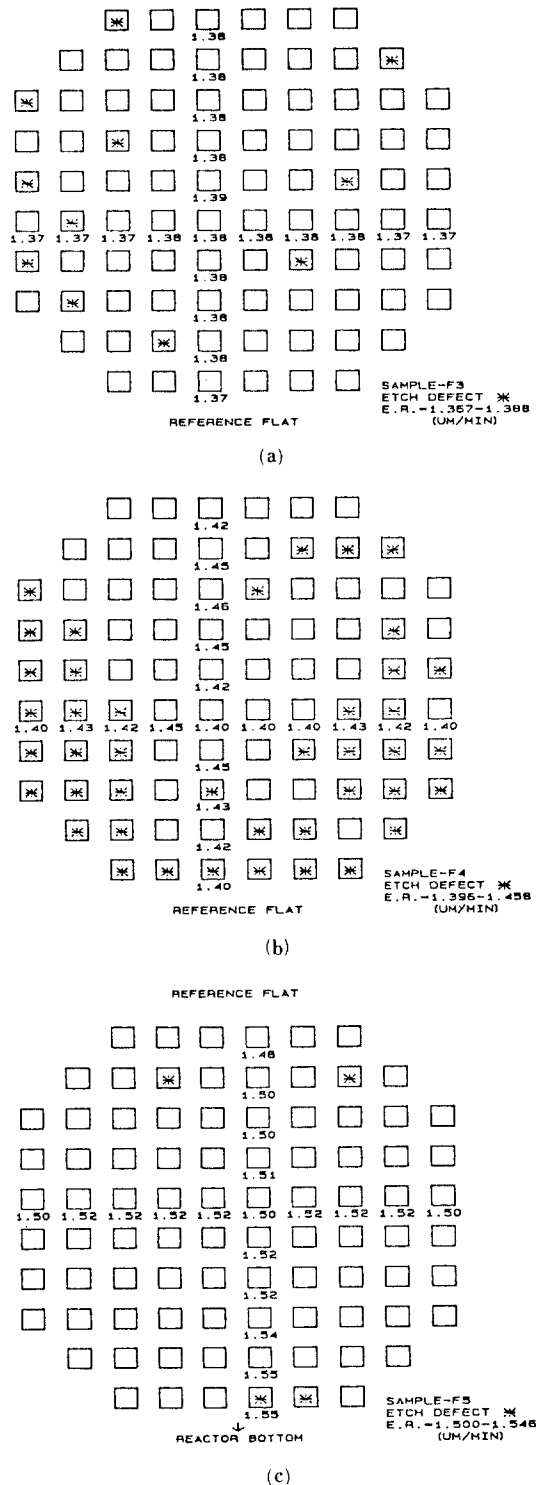 1.38
1.38
1.38
1.38
1.39
1.37 1.37 1.37 1.38 1.38 1.38 1.38 1.38 1.37 1.37
1.38
1.38
1.38
1.37
SAMPLE-F3
ETCH DEFECT *
E.R.-1.367-1.388
(UM/MIN)
REFERENCE FLAT
(a)
1.42
1.45
1.46
1.45
1.42
1.40 1.43 1.42 1.45 1.40 1.40 1.40 1.43 1.42 1.40
1.45
1.43
1.42
1.40
SAMPLE-F4
ETCH DEFECT *
E.R.-1.396-1.458
(UM/MIN)
REFERENCE FLAT
(b)
REFERENCE FLAT
1.48
1.50
1.50
1.51
1.50 1.52 1.52 1.52 1.52 1.50 1.52 1.52 1.52 1.50
1.52
1.52
1.54
1.55
1.55
SAMPLE-F5
ETCH DEFECT *
E.R.-1.500-1.546
(UM/MIN)
↓
REACTOR BOTTOM
(c)